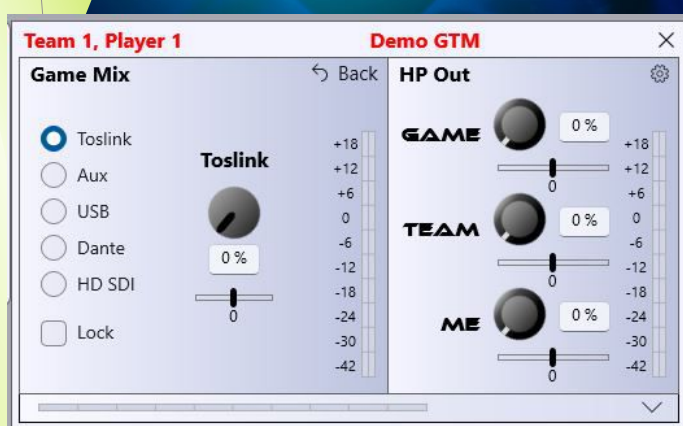 Team 1, Player 1 Demo GTM
Game Mix Back HP Out
Toslink
Aux
USB
Dante
HD SDI
Lock
Toslink
0 %
0
+18
+12
+6
0
-6
-12
-18
-24
-30
-42
GAME 0 %
0
TEAM 0 %
0
ME 0 %
0
+18
+12
+6
0
-6
-12
-18
-24
-30
-42